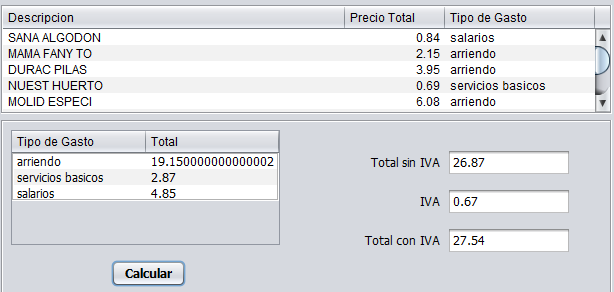 Descripcion Precio Total Tipo de Gasto
SANA ALGODON 0.84 salarios
MAMA FANY TO 2.15 arriendo
DURAC PILAS 3.95 arriendo
NUEST HUERTO 0.69 servicios basicos
MOLID ESPECI 6.08 arriendo
Tipo de Gasto Total
arriendo 19.150000000000002
servicios basicos 2.87
salarios 4.85
Total sin IVA 26.87
IVA 0.67
Total con IVA 27.54
Calcular